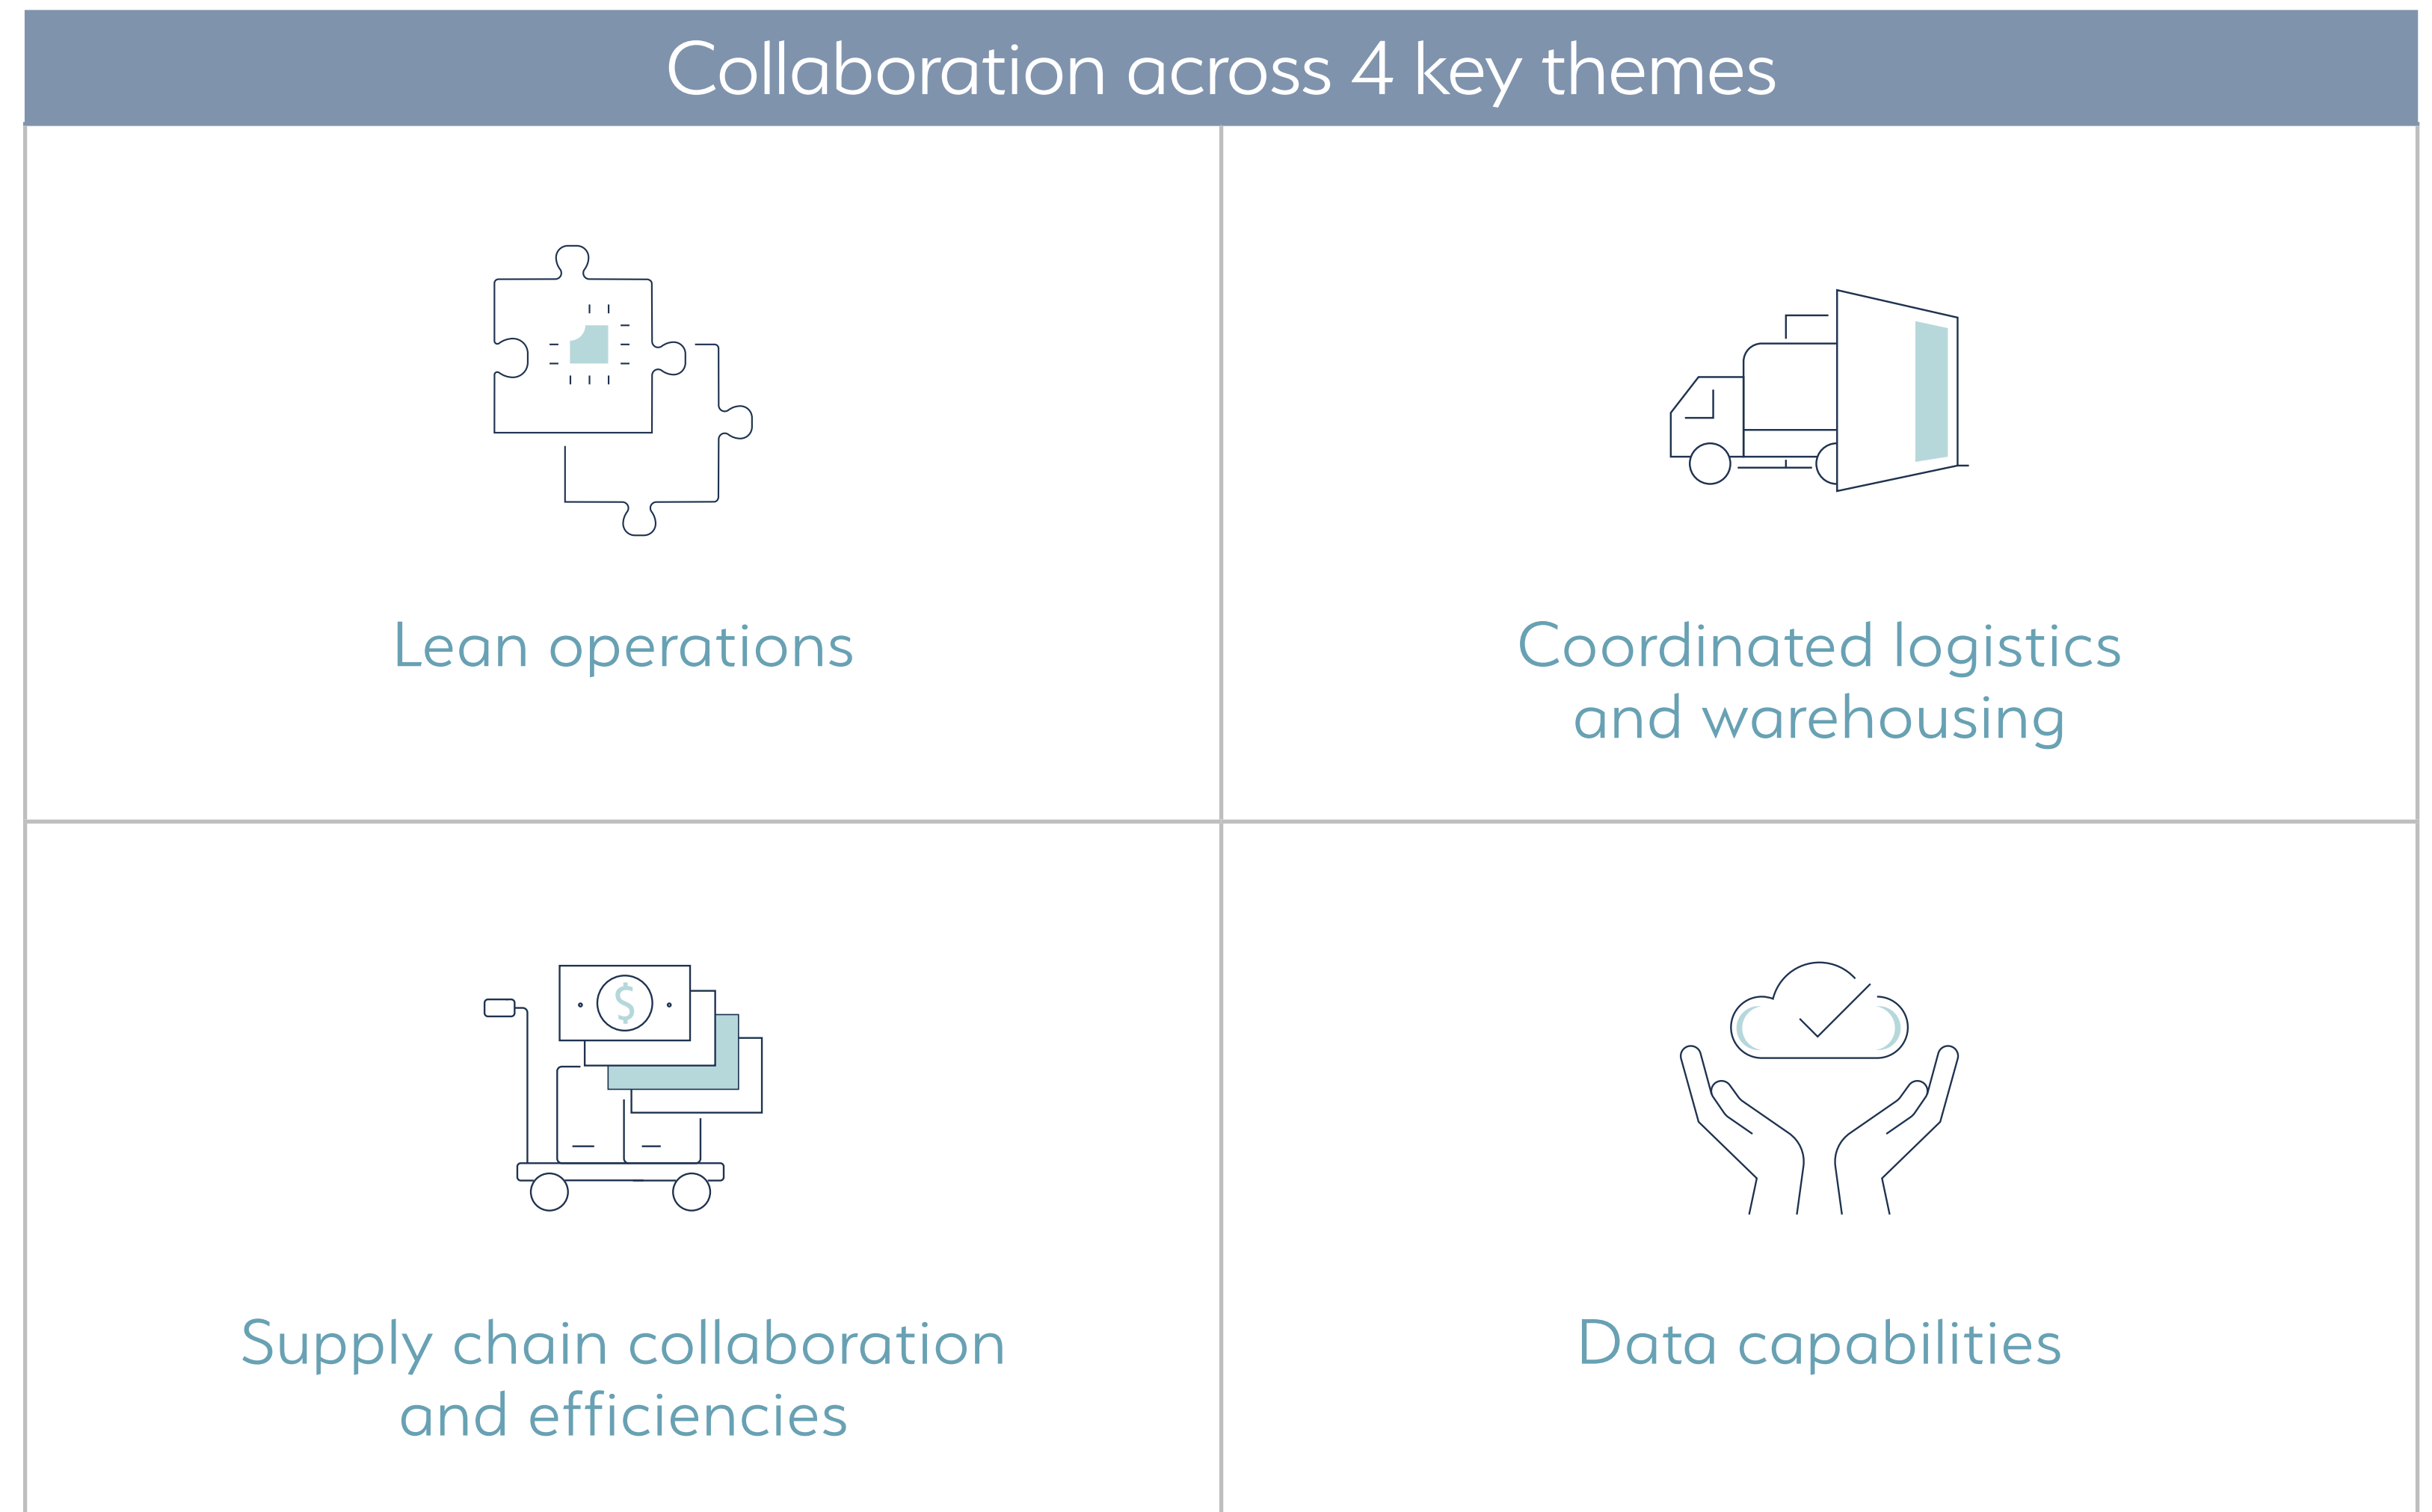 Collaboration across 4 key themes
Lean operations
Coordinated logistics
and warehousing
$
Supply chain collaboration
and efficiencies
Data capabilities